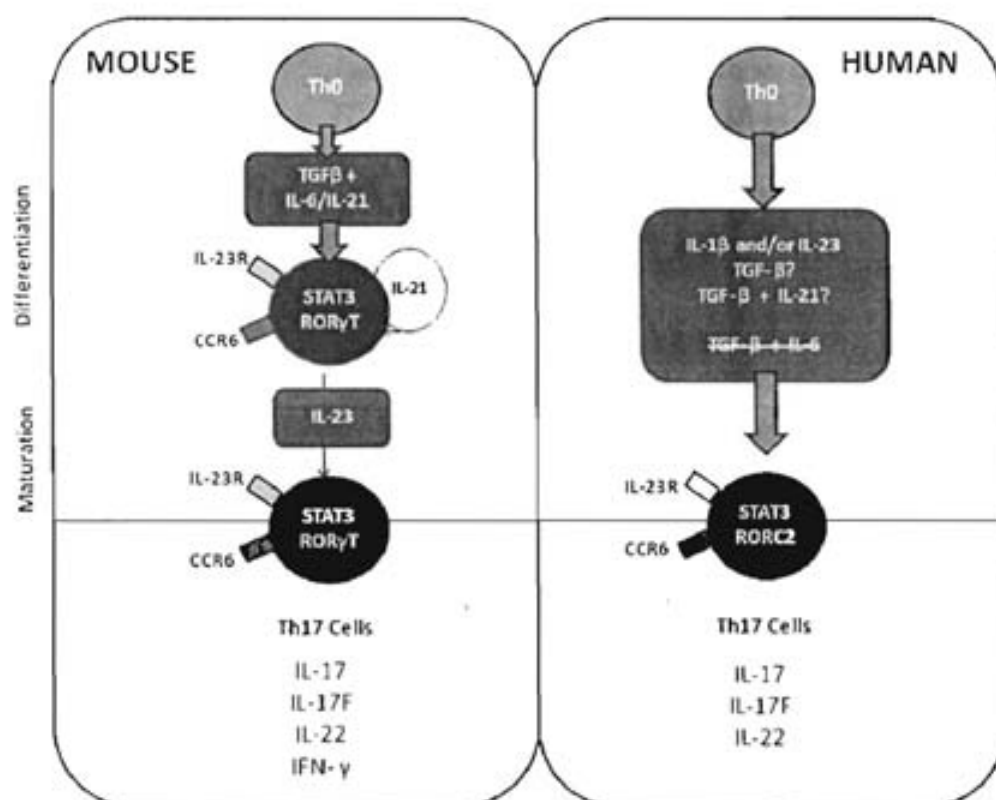 MOUSE
Th0
TGFβ +
IL-6/IL-21
IL-23R
STAT3
RORγT
IL-21
CCR6
IL-23
IL-23R
STAT3
RORγT
CCR6
Th17 Cells
IL-17
IL-17F
IL-22
IFN- γ
Differentiation
Maturation
HUMAN
Th0
IL-1β and/or IL-23
TGF- β?
TGF-β + IL-21?
TGF-β + IL-6
IL-23R
STAT3
RORC2
CCR6
Th17 Cells
IL-17
IL-17F
IL-22